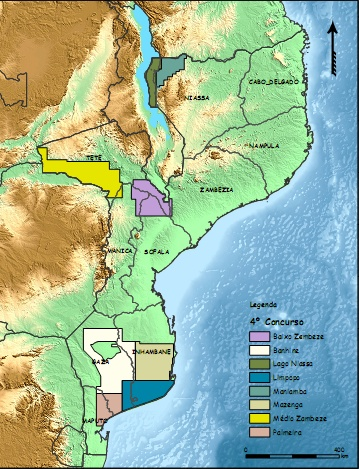 CABO_DELGADO
NIASSA
NAMPULA
TETE
ZAMBEZIA
MANICA
SOFALA
Legenda
4º Concurso
Baixo Zambeze
Banhine
Lago Niassa
Limpopo
Maniamba
Mazenga
Médio Zambeze
Palmeira
INHAMBANE
GAZA
MAPUTO
0
400